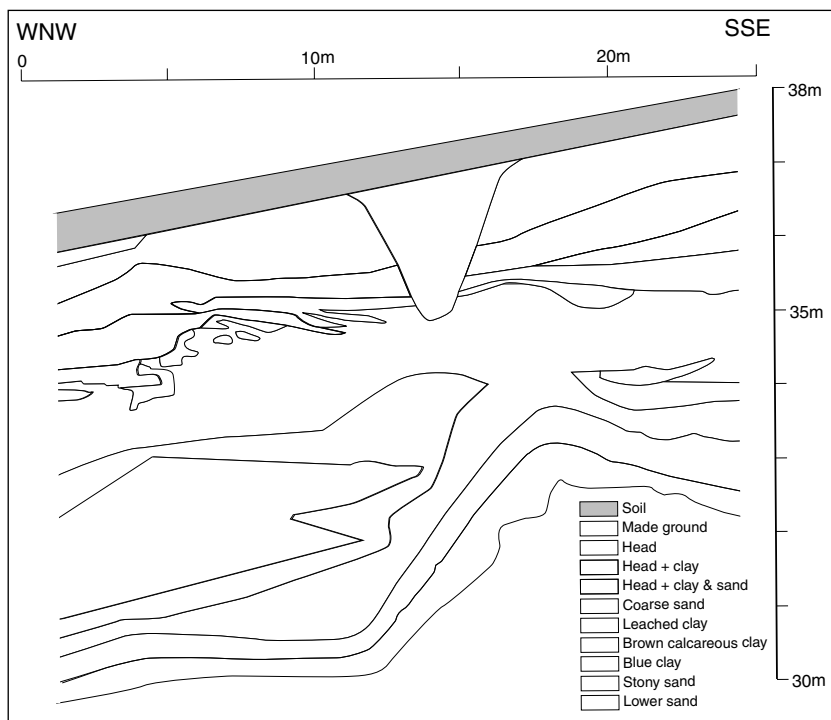 WNW
SSE
0
10m
20m
38m
35m
30m
Soil
Made ground
Head
Head + clay
Head + clay & sand
Coarse sand
Leached clay
Brown calcareous clay
Blue clay
Stony sand
Lower sand